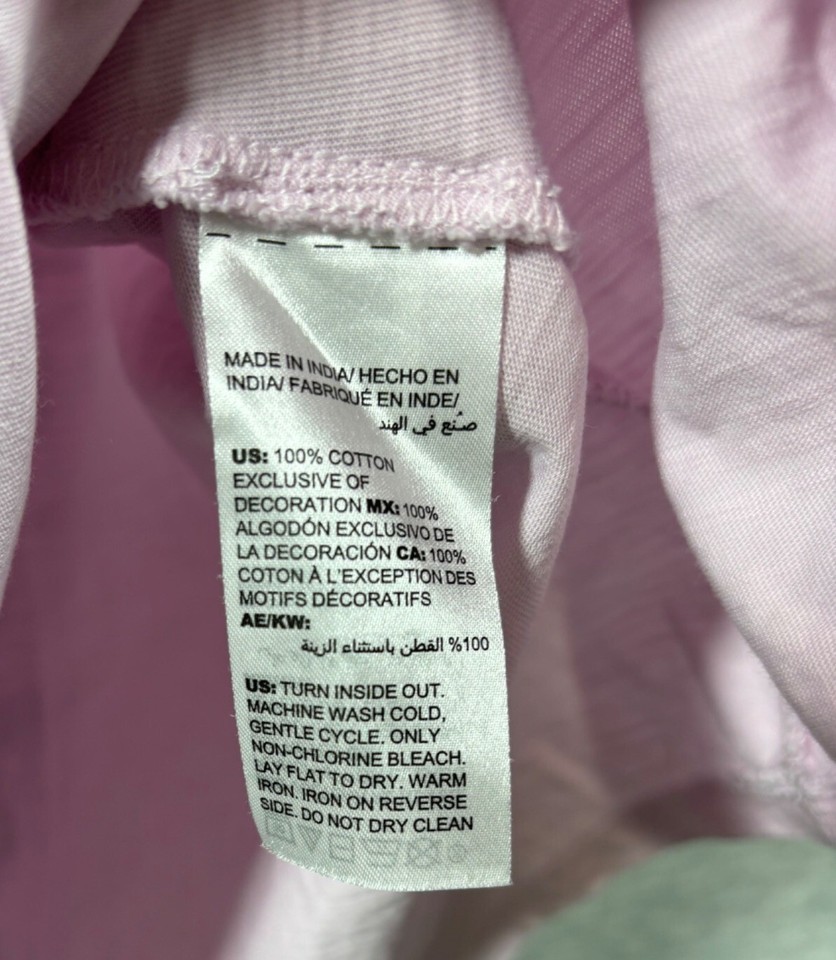 MADE IN INDIA/ HECHO EN
INDIA/ FABRIQUÉ EN INDE/
صُنع في الهند
US: 100% COTTON
EXCLUSIVE OF
DECORATION MX: 100%
ALGODÓN EXCLUSIVO DE
LA DECORACIÓN CA: 100%
COTON À L'EXCEPTION DES
MOTIFS DÉCORATIFS
AE/KW:
100% القطن باستثناء الزينة
US: TURN INSIDE OUT.
MACHINE WASH COLD,
GENTLE CYCLE. ONLY
NON-CHLORINE BLEACH.
LAY FLAT TO DRY. WARM
IRON. IRON ON REVERSE
SIDE. DO NOT DRY CLEAN